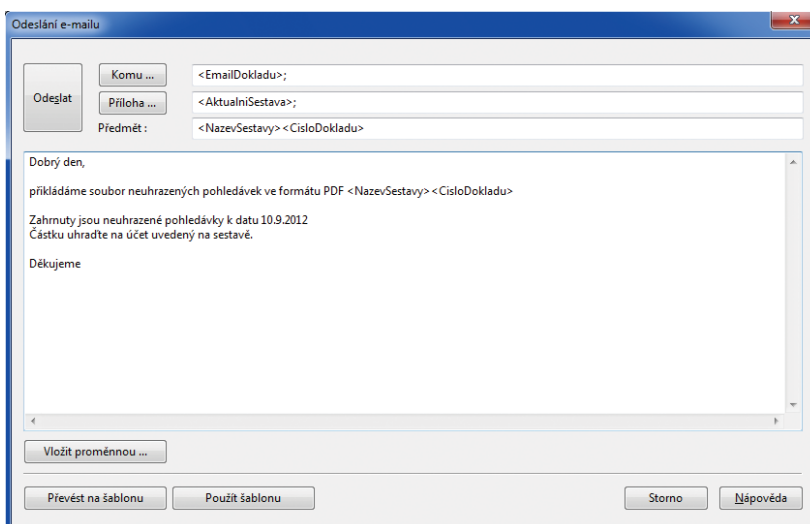 Odeslání e-mailu
Odeslat
Komu ...
<EmailDokladu>;
Příloha ...
<AktualniSestava>;
Předmět :
<NazevSestavy><CisloDokladu>
Dobrý den,
přikládáme soubor neuhrazených pohledávek ve formátu PDF <NazevSestavy><CisloDokladu>
Zahrnuty jsou neuhrazené pohledávky k datu 10.9.2012
Částku uhraďte na účet uvedený na sestavě.
Děkujeme
Vložit proměnnou ...
Převést na šablonu
Použít šablonu
Storno
Nápověda